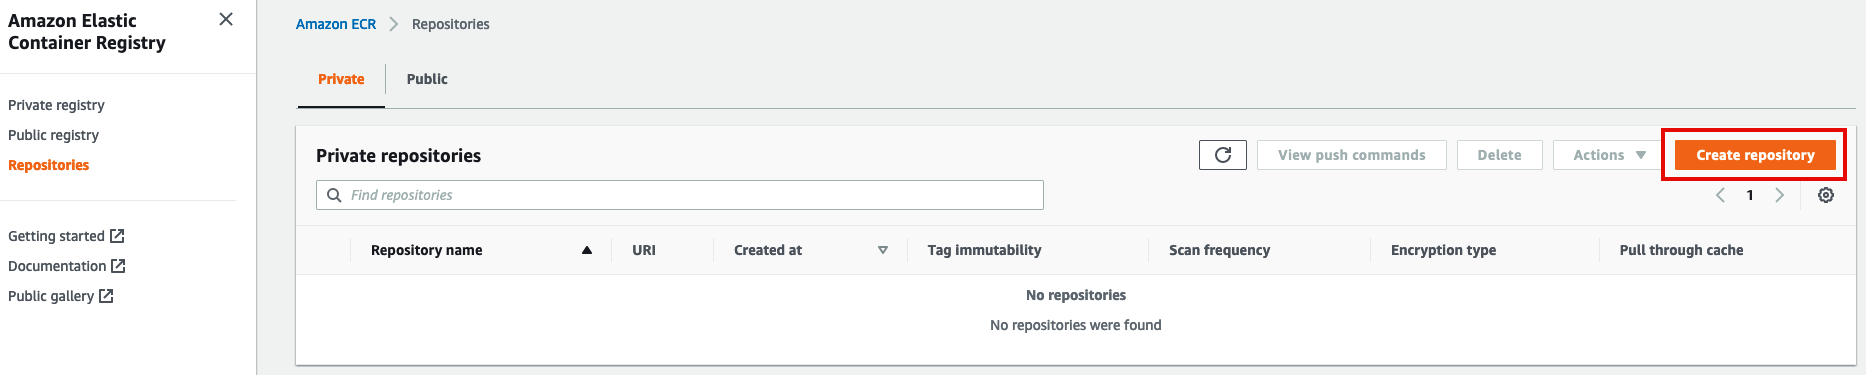 Amazon Elastic
Container Registry
Private registry
Public registry
Repositories
Getting started
Documentation
Public gallery
Amazon ECR Repositories
Private Public
Private repositories
View push commands Delete Actions Create repository
Find repositories
1
Repository name URI Created at Tag immutability Scan frequency Encryption type Pull through cache
No repositories
No repositories were found